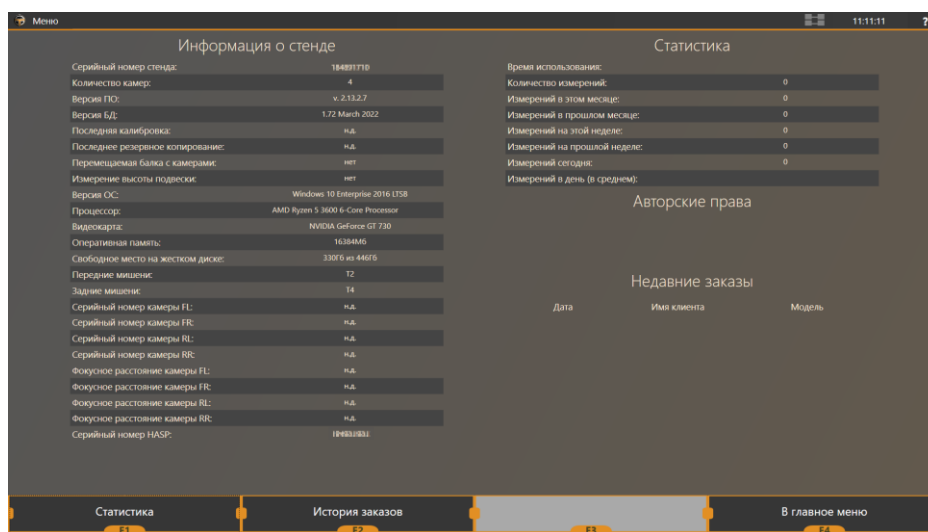 Меню
11:11:11
?
Информация о стенде
Серийный номер стенда:
Количество камер: 4
Версия ПО: v. 2.13.2.7
Версия БД: 1.72 March 2022
Последняя калибровка: н.д.
Последнее резервное копирование: н.д.
Перемещаемая балка с камерами: нет
Измерение высоты подвески: нет
Версия ОС: Windows 10 Enterprise 2016 LTSB
Процессор: AMD Ryzen 5 3600 6-Core Processor
Видеокарта: NVIDIA GeForce GT 730
Оперативная память: 16384Мб
Свободное место на жестком диске: 330Гб из 446Гб
Передние мишени: T2
Задние мишени: T4
Серийный номер камеры FL: н.д.
Серийный номер камеры FR: н.д.
Серийный номер камеры RL: н.д.
Серийный номер камеры RR: н.д.
Фокусное расстояние камеры FL: н.д.
Фокусное расстояние камеры FR: н.д.
Фокусное расстояние камеры RL: н.д.
Фокусное расстояние камеры RR: н.д.
Серийный номер HASP:
Статистика
Время использования:
Количество измерений: 0
Измерений в этом месяце: 0
Измерений в прошлом месяце: 0
Измерений на этой неделе: 0
Измерений на прошлой неделе: 0
Измерений сегодня: 0
Измерений в день (в среднем):
Авторские права
Недавние заказы
Дата Имя клиента Модель
Статистика История заказов В главное меню
F1 F2 F3 F4